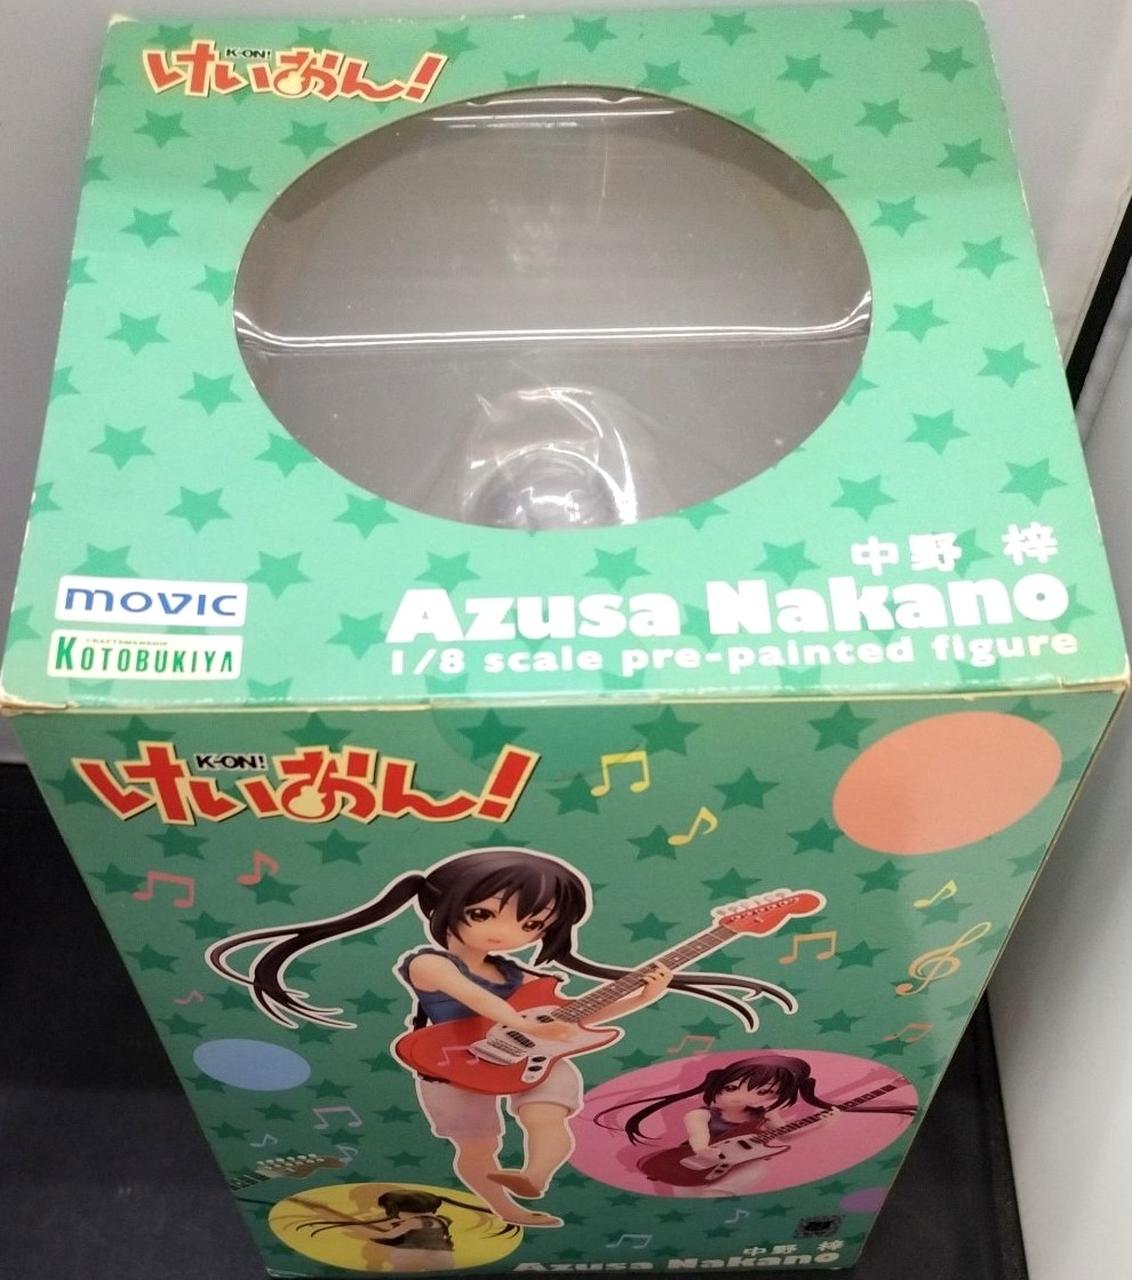 K-ON!
けいおん!
中野 梓
Azusa Nakano
1/8 scale pre-painted figure
movic
CRAFTSMANSHIP
KOTOBUKIYA
K-ON!
けいおん!
中野 梓
Azusa Nakano